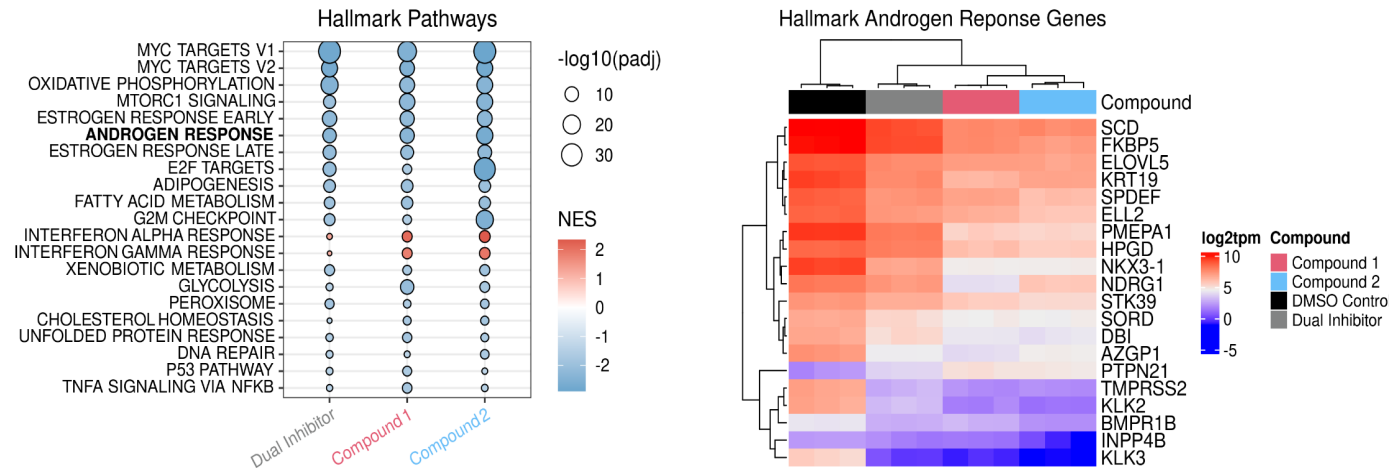 Hallmark Pathways
MYC TARGETS V1
MYC TARGETS V2
OXIDATIVE PHOSPHORYLATION
MTORC1 SIGNALING
ESTROGEN RESPONSE EARLY
ANDROGEN RESPONSE
ESTROGEN RESPONSE LATE
E2F TARGETS
ADIPOGENESIS
FATTY ACID METABOLISM
G2M CHECKPOINT
INTERFERON ALPHA RESPONSE
INTERFERON GAMMA RESPONSE
XENOBIOTIC METABOLISM
GLYCOLYSIS
PEROXISOME
CHOLESTEROL HOMEOSTASIS
UNFOLDED PROTEIN RESPONSE
DNA REPAIR
P53 PATHWAY
TNFA SIGNALING VIA NFKB
Dual Inhibitor
Compound 1
Compound 2
-log10(padj)
10
20
30
NES
2
1
0
-1
-2
Hallmark Androgen Reponse Genes
Compound
SCD
FKBP5
ELOVL5
KRT19
SPDEF
ELL2
PMEPA1
HPGD
NKX3-1
NDRG1
STK39
SORD
DBI
AZGP1
PTPN21
TMPRSS2
KLK2
BMPR1B
INPP4B
KLK3
log2tpm
10
5
0
-5
Compound
Compound 1
Compound 2
DMSO Contro
Dual Inhibitor